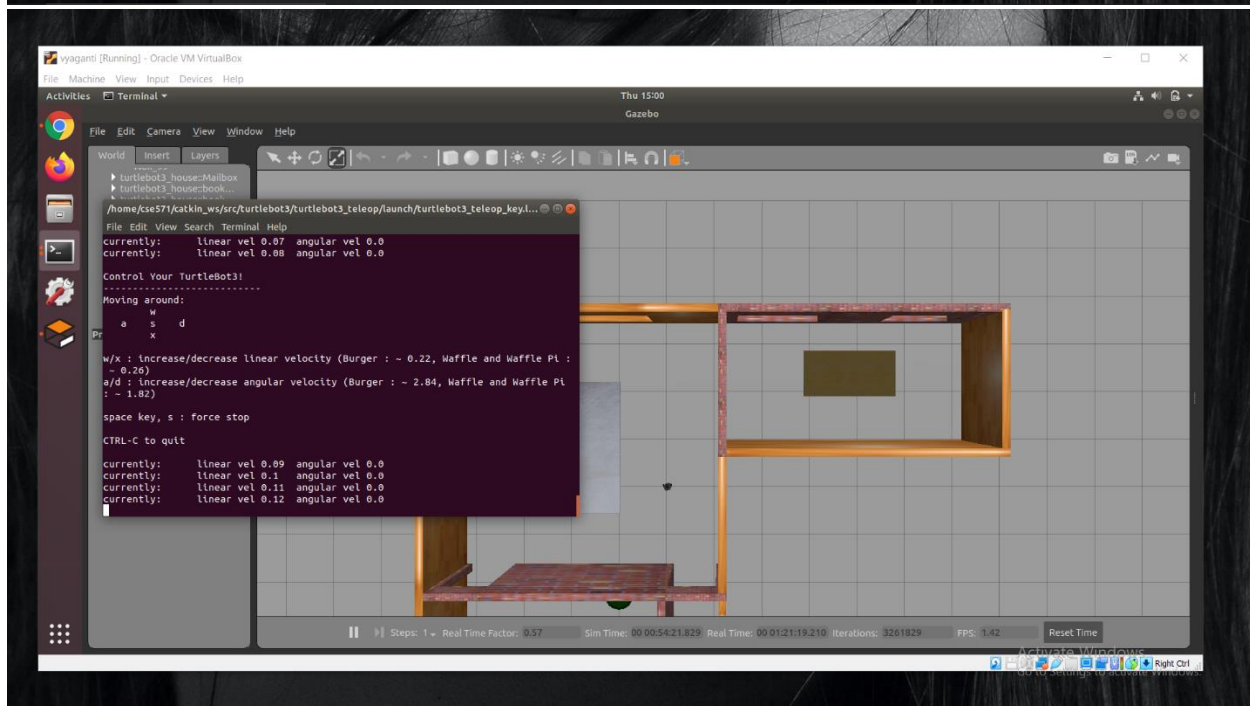 vyaganti [Running] - Oracle VM VirtualBox
File Machine View Input Devices Help
Activities Terminal Thu 15:00
Gazebo
File Edit Camera View Window Help
World Insert Layers
turtlebot3_house::Mailbox
turtlebot3_house::book...
/home/cse571/catkin_ws/src/turtlebot3/turtlebot3_teleop/launch/turtlebot3_teleop_key.l...
File Edit View Search Terminal Help
currently: linear vel 0.07 angular vel 0.0
currently: linear vel 0.08 angular vel 0.0
Control Your TurtleBot3!
---------------------------
Moving around:
w
a s d
x
w/x : increase/decrease linear velocity (Burger : ~ 0.22, Waffle and Waffle Pi :
~ 0.26)
a/d : increase/decrease angular velocity (Burger : ~ 2.84, Waffle and Waffle Pi
: ~ 1.82)
space key, s : force stop
CTRL-C to quit
currently: linear vel 0.09 angular vel 0.0
currently: linear vel 0.1 angular vel 0.0
currently: linear vel 0.11 angular vel 0.0
currently: linear vel 0.12 angular vel 0.0
Pr
Steps: 1 Real Time Factor: 0.57 Sim Time: 00 00:54:21.829 Real Time: 00 01:21:19.210 Iterations: 3261829 FPS: 1.42 Reset Time
Activate Windows
Go to Settings to activate Windows.
Right Ctrl